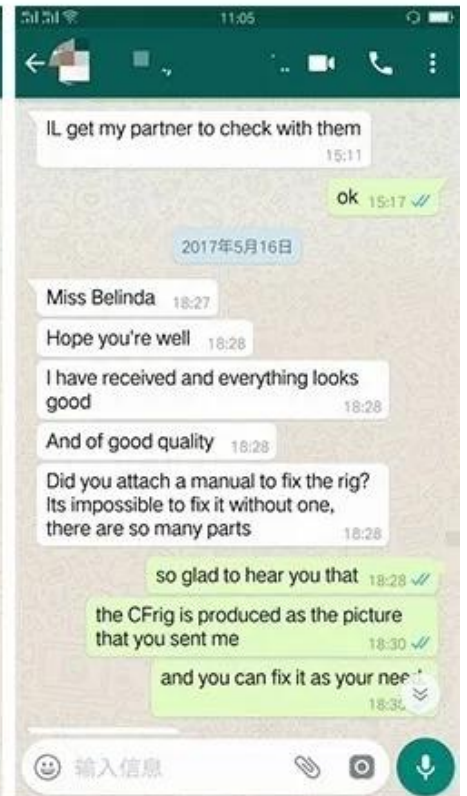 11:05
IL get my partner to check with them
15:11
ok 15:17
2017年5月16日
Miss Belinda 18:27
Hope you're well 18:28
I have received and everything looks
good
18:28
And of good quality 18:28
Did you attach a manual to fix the rig?
Its impossible to fix it without one,
there are so many parts
18:28
so glad to hear you that 18:28
the CFrig is produced as the picture
that you sent me
18:30
and you can fix it as your
输入信息